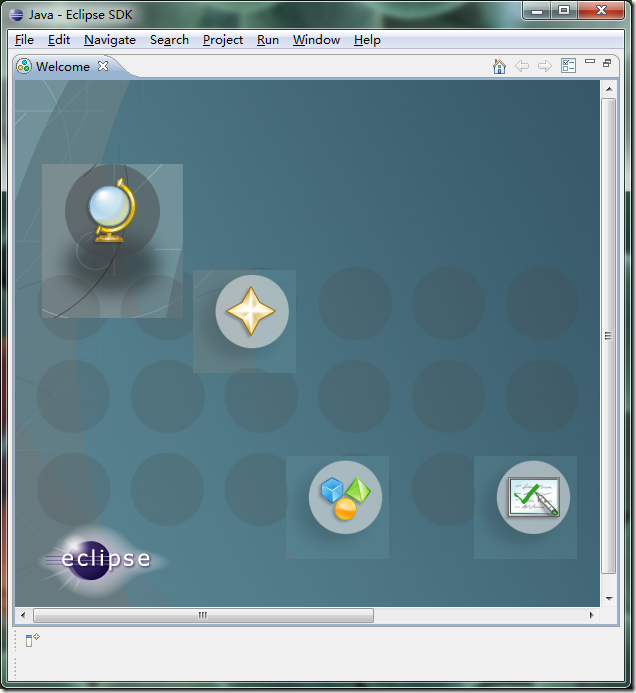 Java - Eclipse SDK
File Edit Navigate Search Project Run Window Help
Welcome
eclipse